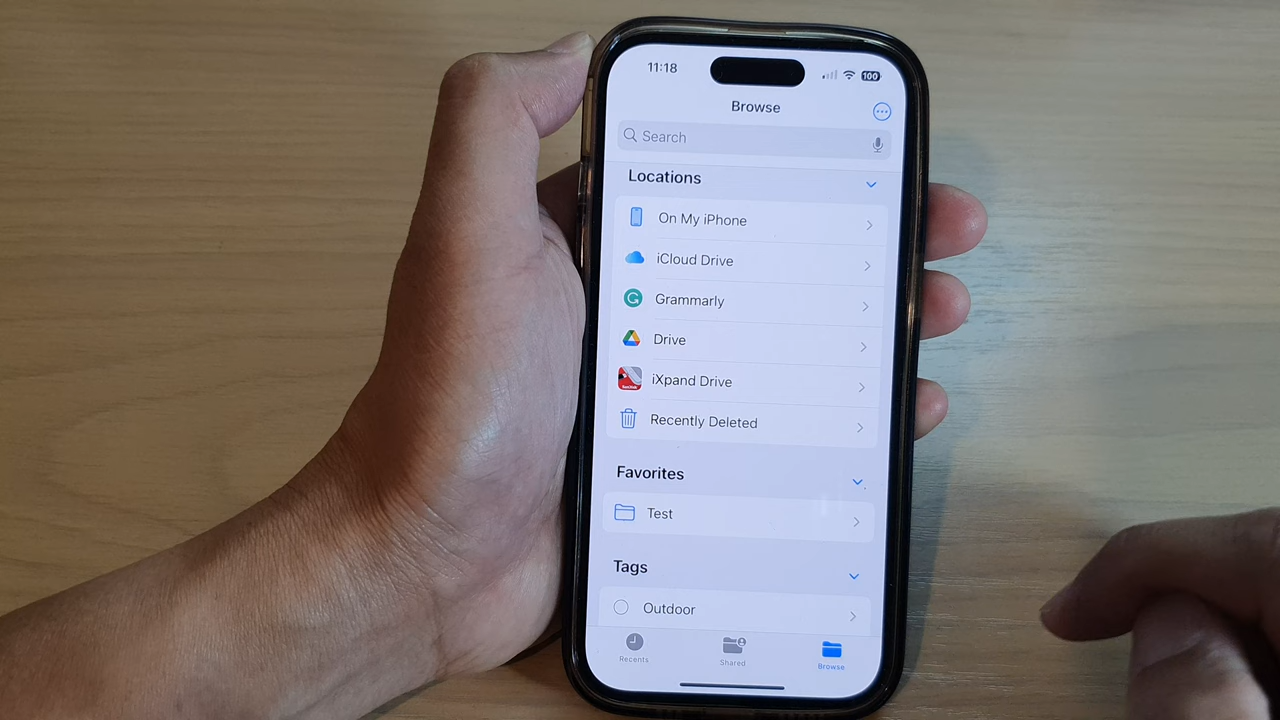 11:18
100
Browse
Search
Locations
On My iPhone
iCloud Drive
Grammarly
Drive
iXpand Drive
Recently Deleted
Favorites
Test
Tags
Outdoor
Recents
Shared
Browse